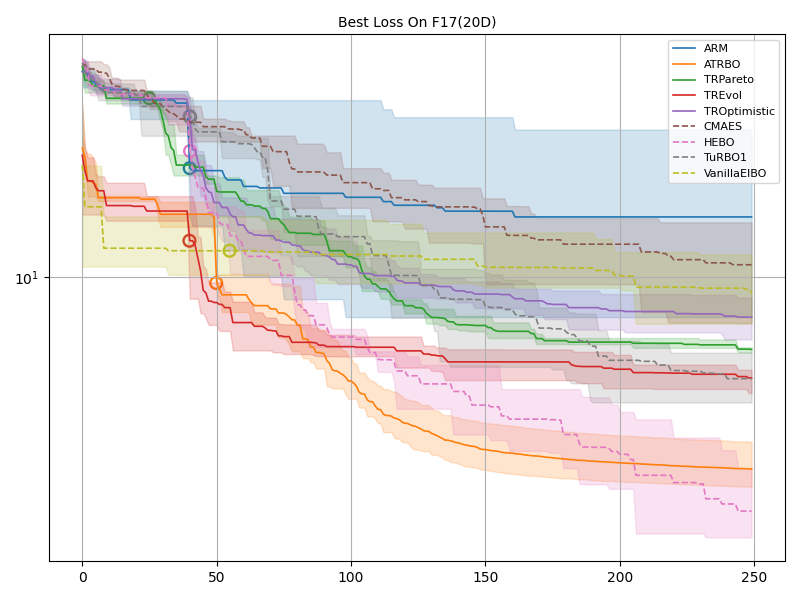 Best Loss On F17(20D)
ARM
ATRBO
TRPareto
TREvol
TROptimistic
CMAES
HEBO
TuRBO1
VanillaEIBO
10¹
0 50 100 150 200 250